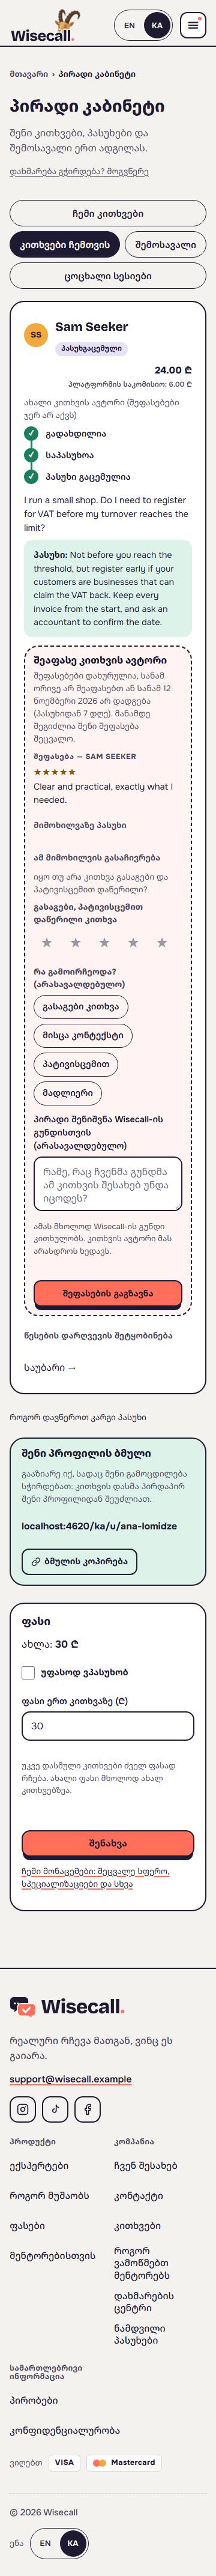 Wisecall.
EN
KA
მთავარი › პირადი კაბინეტი
პირადი კაბინეტი
შენი კითხვები, პასუხები და
შემოსავალი ერთ ადგილას.
დახმარება გჭირდება? მოგვწერე
ჩემი კითხვები
კითხვები ჩემთვის
შემოსავალი
ცოცხალი სესიები
SS
Sam Seeker
პასუხგაცემული
24.00 ₾
პლატფორმის საკომისიო: 6.00 ₾
ახალი კითხვის ავტორი (შეფასებები
ჯერ არ აქვს)
გადახდილია
საპასუხოა
პასუხი გაცემულია
I run a small shop. Do I need to register
for VAT before my turnover reaches the
limit?
პასუხი: Not before you reach the
threshold, but register early if your
customers are businesses that can
claim the VAT back. Keep every
invoice from the start, and ask an
accountant to confirm the date.
შეაფასე კითხვის ავტორი
შეფასებები დახურულია, სანამ
ორივე არ შეაფასებთ ან სანამ 12
ნოემბერი 2026 არ დადგება
(პასუხიდან 7 დღე). მანამდე
შეგიძლია შენი შეფასება
შეცვალო.
შეფასება — SAM SEEKER
★★★★★
Clear and practical, exactly what I
needed.
მიმოხილვაზე პასუხი
ამ მიმოხილვის გასაჩივრება
იყო თუ არა კითხვა გასაგები და
პატივისცემით დაწერილი?
გასაგები, პატივისცემით
დაწერილი კითხვა
★ ★ ★ ★ ★
რა გამოირჩეოდა?
(არასავალდებულო)
გასაგები კითხვა
მისცა კონტექსტი
პატივისცემით
მადლიერი
პირადი შენიშვნა Wisecall-ის
გუნდისთვის
(არასავალდებულო)
რამე, რაც ჩვენმა გუნდმა
ამ კითხვის შესახებ უნდა
იცოდეს?
ამას მხოლოდ Wisecall-ის გუნდი
კითხულობს. კითხვის ავტორი მას
არასდროს ხედავს.
შეფასების გაგზავნა
წესების დარღვევის შეტყობინება
საუბარი →
როგორ დავწეროთ კარგი პასუხი
შენი პროფილის ბმული
გააზიარე იქ, სადაც შენი გამოცდილება
სჭირდებათ: კითხვის დასმა პირდაპირ
შენი პროფილიდან შეუძლიათ.
localhost:4620/ka/u/ana-lomidze
ბმულის კოპირება
ფასი
ახლა: 30 ₾
უფასოდ ვპასუხობ
ფასი ერთ კითხვაზე (₾)
30
უკვე დასმული კითხვები ძველ ფასად
რჩება. ახალი ფასი მხოლოდ ახალ
კითხვებზეა.
შენახვა
ჩემი მონაცემები: შეცვალე სფერო,
სპეციალიზაციები და სხვა
Wisecall.
რეალური რჩევა მათგან, ვინც ეს
გაიარა.
support@wisecall.example
პროდუქტი
ექსპერტები
როგორ მუშაობს
ფასები
მენტორებისთვის
კომპანია
ჩვენ შესახებ
კონტაქტი
კითხვები
როგორ
ვამოწმებთ
მენტორებს
დახმარების
ცენტრი
ნამდვილი
პასუხები
სამართლებრივი
ინფორმაცია
პირობები
კონფიდენციალურობა
ვიღებთ VISA Mastercard
© 2026 Wisecall
ენა EN KA